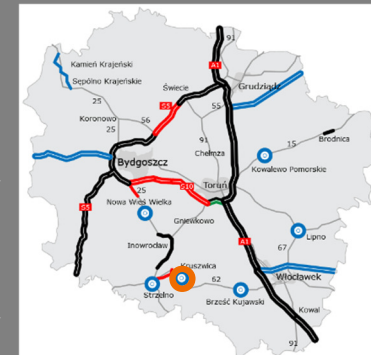 91
Kamień Krajeński
A1
Sępólno Krajeńskie
Świecie
Grudziądz
25
S5
55
Koronowo
56
25
91
15
Brodnica
Chełmża
Bydgoszcz
Kowalewo Pomorskie
25
S10
Toruń
Nowa Wieś Wielka
S5
Gniewkowo
Lipno
A1
67
Inowrocław
Kruszwica
Włocławek
62
Strzelno
Brześć Kujawski
Kowal
91